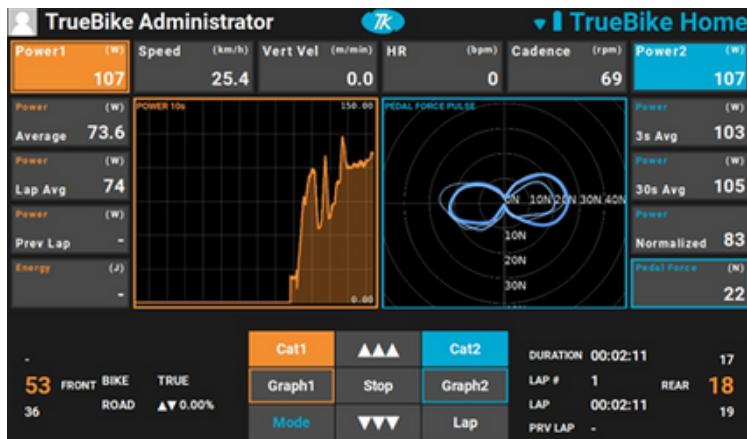 TrueBike Administrator TK TrueBike Home
Power1 (W) Speed (km/h) Vert Vel (m/min) HR (bpm) Cadence (rpm) Power2 (W)
107 25.4 0.0 0 69 107
Power (W)
Average 73.6
Power (W)
Lap Avg 74
Power (W)
Prev Lap -
Energy (J)
-
POWER 10s 150.00
0.00
PEDAL FORCE PULSE
0N 10N 20N 30N 40N
10N
20N
30N
Power (W)
3s Avg 103
Power (W)
30s Avg 105
Power
Normalized 83
Pedal Force (N)
22
-
53 FRONT
36
BIKE TRUE
ROAD ▲▼ 0.00%
Cat1 ▲▲▲ Cat2
Graph1 Stop Graph2
Mode ▼▼▼ Lap
DURATION 00:02:11
LAP # 1
LAP 00:02:11
PRV LAP -
17
REAR 18
19